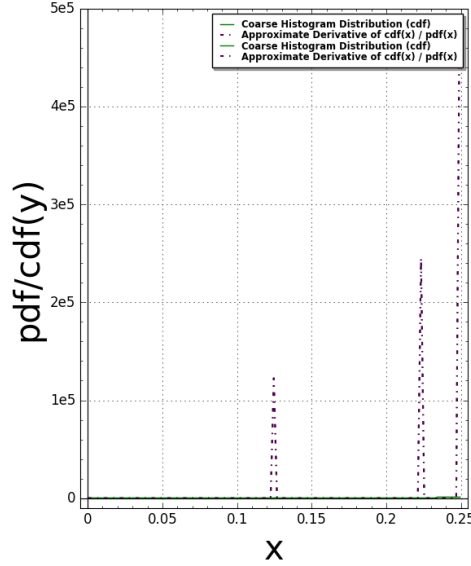 5e5
Coarse Histogram Distribution (cdf)
Approximate Derivative of cdf(x) / pdf(x)
Coarse Histogram Distribution (cdf)
Approximate Derivative of cdf(x) / pdf(x)
4e5
3e5
pdf/cdf(y)
2e5
1e5
0
0 0.05 0.1 0.15 0.2 0.25
x